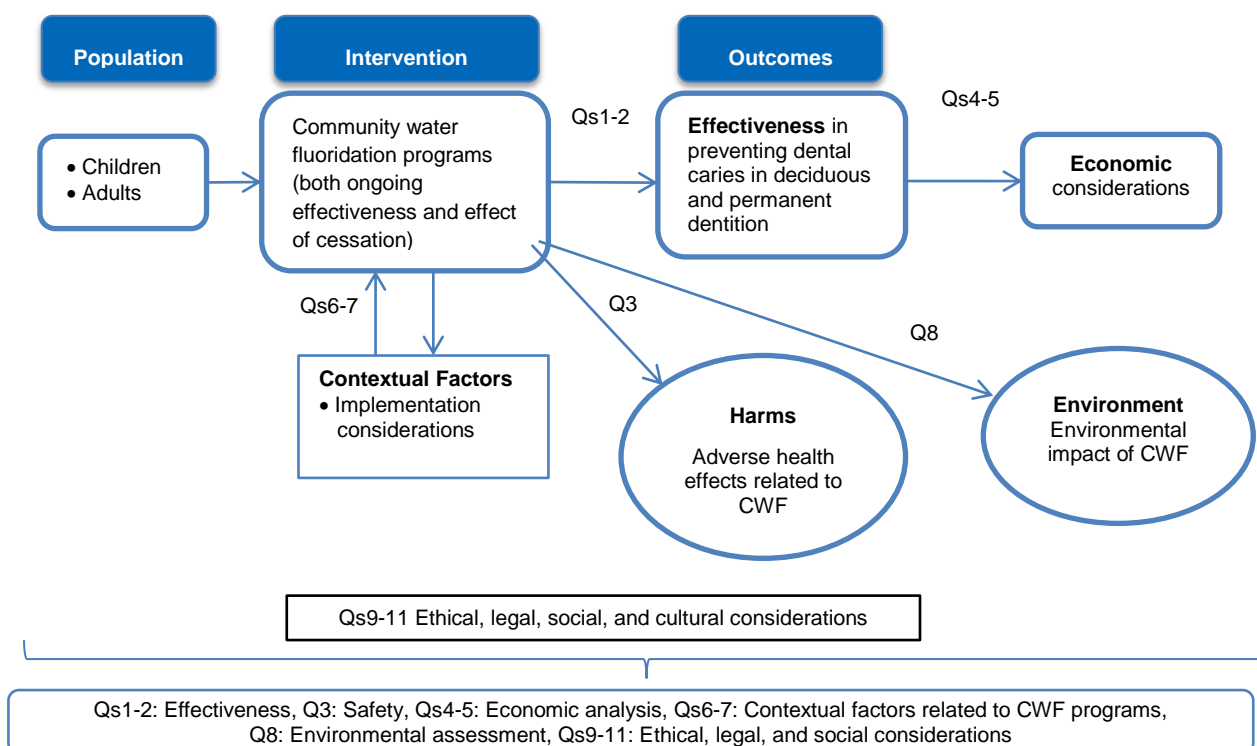 Population
Intervention
Outcomes
• Children
• Adults
Community water
fluoridation programs
(both ongoing
effectiveness and effect
of cessation)
Qs1-2
Effectiveness in
preventing dental
caries in deciduous
and permanent
dentition
Qs4-5
Economic
considerations
Qs6-7
Contextual Factors
• Implementation
considerations
Q3
Harms
Adverse health
effects related to
CWF
Q8
Environment
Environmental
impact of CWF
Qs9-11 Ethical, legal, social, and cultural considerations
Qs1-2: Effectiveness, Q3: Safety, Qs4-5: Economic analysis, Qs6-7: Contextual factors related to CWF programs,
Q8: Environmental assessment, Qs9-11: Ethical, legal, and social considerations